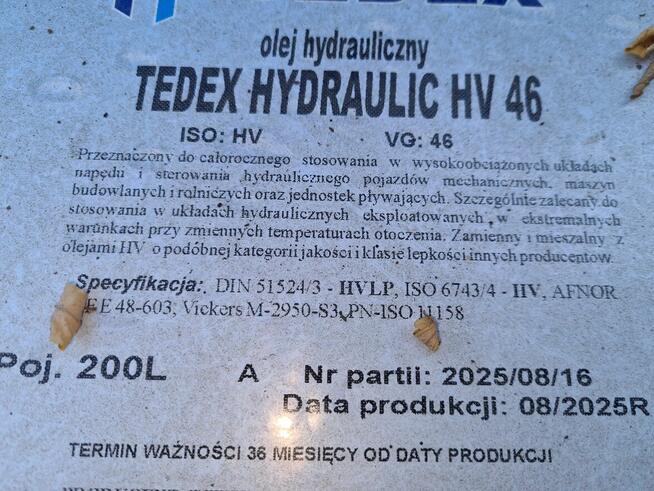 TEDEX
olej hydrauliczny
TEDEX HYDRAULIC HV 46
ISO: HV VG: 46
Przeznaczony do całorocznego stosowania w wysokoobciążonych układach
napędu i sterowania hydraulicznego pojazdów mechanicznych, maszyn
budowlanych i rolniczych oraz jednostek pływających. Szczególnie zalecany do
stosowania w układach hydraulicznych eksploatowanych w ekstremalnych
warunkach przy zmiennych temperaturach otoczenia. Zamienny i mieszalny z
olejami HV o podobnej kategorii jakości i klasie lepkości innych producentów.
Specyfikacja: DIN 51524/3 - HVLP, ISO 6743/4 - HV, AFNOR
E 48-603, Vickers M-2950-S3, PN-ISO 11158
Poj. 200L A Nr partii: 2025/08/16
Data produkcji: 08/2025R
TERMIN WAŻNOŚCI 36 MIESIĘCY OD DATY PRODUKCJI